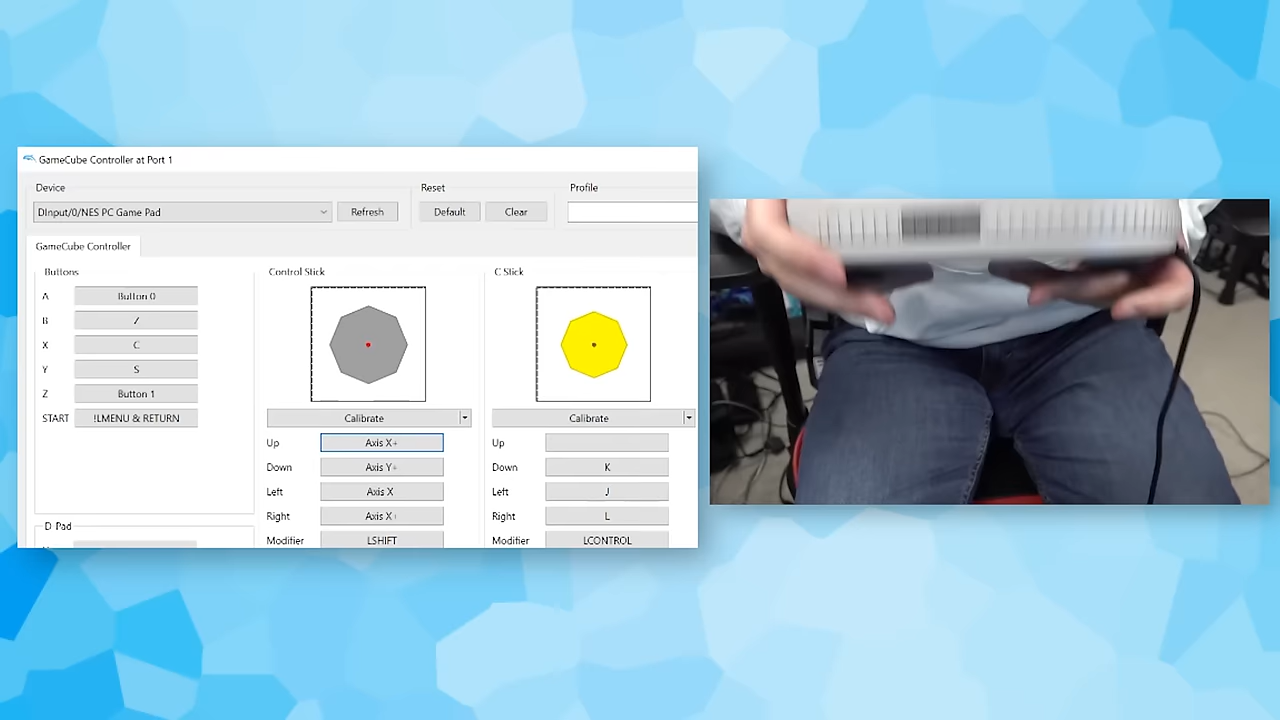 GameCube Controller at Port 1
Device
Reset
Profile
DInput/0/NES PC Game Pad
Refresh
Default
Clear
GameCube Controller
Buttons
Control Stick
C Stick
A
Button 0
B
Z
X
C
Y
S
Z
Button 1
START
!LMENU & RETURN
Calibrate
Calibrate
Up
Axis X+
Up
Down
Axis Y+
Down
K
Left
Axis X
Left
J
Right
Axis X+
Right
L
D Pad
Modifier
LSHIFT
Modifier
LCONTROL